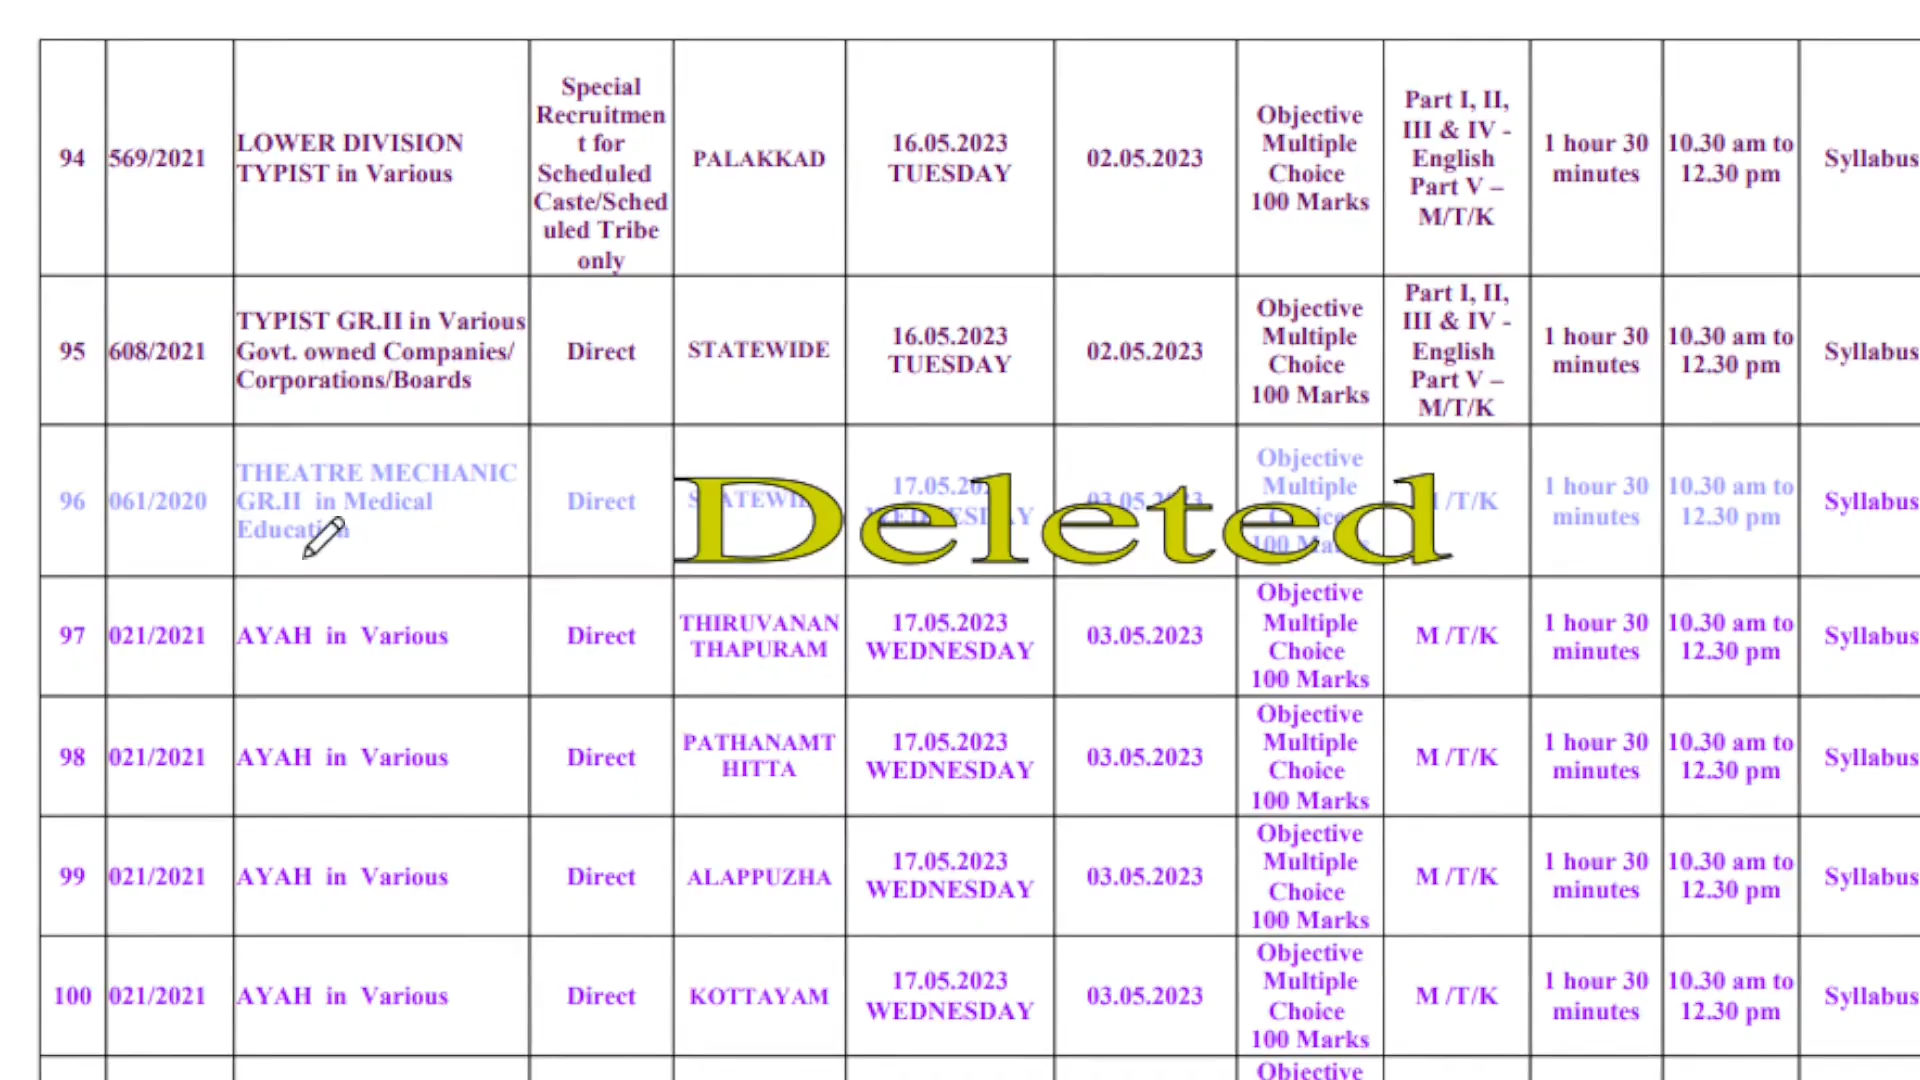 94
569/2021
LOWER DIVISION
TYPIST in Various
Special
Recruitmen
t for
Scheduled
Caste/Sched
uled Tribe
only
PALAKKAD
16.05.2023
TUESDAY
02.05.2023
Objective
Multiple
Choice
100 Marks
Part I, II,
III & IV -
English
Part V –
M/T/K
1 hour 30
minutes
10.30 am to
12.30 pm
Syllabus
95
608/2021
TYPIST GR.II in Various
Govt. owned Companies/
Corporations/Boards
Direct
STATEWIDE
16.05.2023
TUESDAY
02.05.2023
Objective
Multiple
Choice
100 Marks
Part I, II,
III & IV -
English
Part V –
M/T/K
1 hour 30
minutes
10.30 am to
12.30 pm
Syllabus
96
061/2020
THEATRE MECHANIC
GR.II in Medical
Education
Direct
Deleted
STATEWIDE
17.05.2023
WEDNESDAY
03.05.2023
Objective
Multiple
Choice
100 Marks
/T/K
1 hour 30
minutes
10.30 am to
12.30 pm
Syllabus
97
021/2021
AYAH in Various
Direct
THIRUVANAN
THAPURAM
17.05.2023
WEDNESDAY
03.05.2023
Objective
Multiple
Choice
100 Marks
M /T/K
1 hour 30
minutes
10.30 am to
12.30 pm
Syllabus
98
021/2021
AYAH in Various
Direct
PATHANAMT
HITTA
17.05.2023
WEDNESDAY
03.05.2023
Objective
Multiple
Choice
100 Marks
M /T/K
1 hour 30
minutes
10.30 am to
12.30 pm
Syllabus
99
021/2021
AYAH in Various
Direct
ALAPPUZHA
17.05.2023
WEDNESDAY
03.05.2023
Objective
Multiple
Choice
100 Marks
M /T/K
1 hour 30
minutes
10.30 am to
12.30 pm
Syllabus
100
021/2021
AYAH in Various
Direct
KOTTAYAM
17.05.2023
WEDNESDAY
03.05.2023
Objective
Multiple
Choice
100 Marks
M /T/K
1 hour 30
minutes
10.30 am to
12.30 pm
Syllabus
Objective